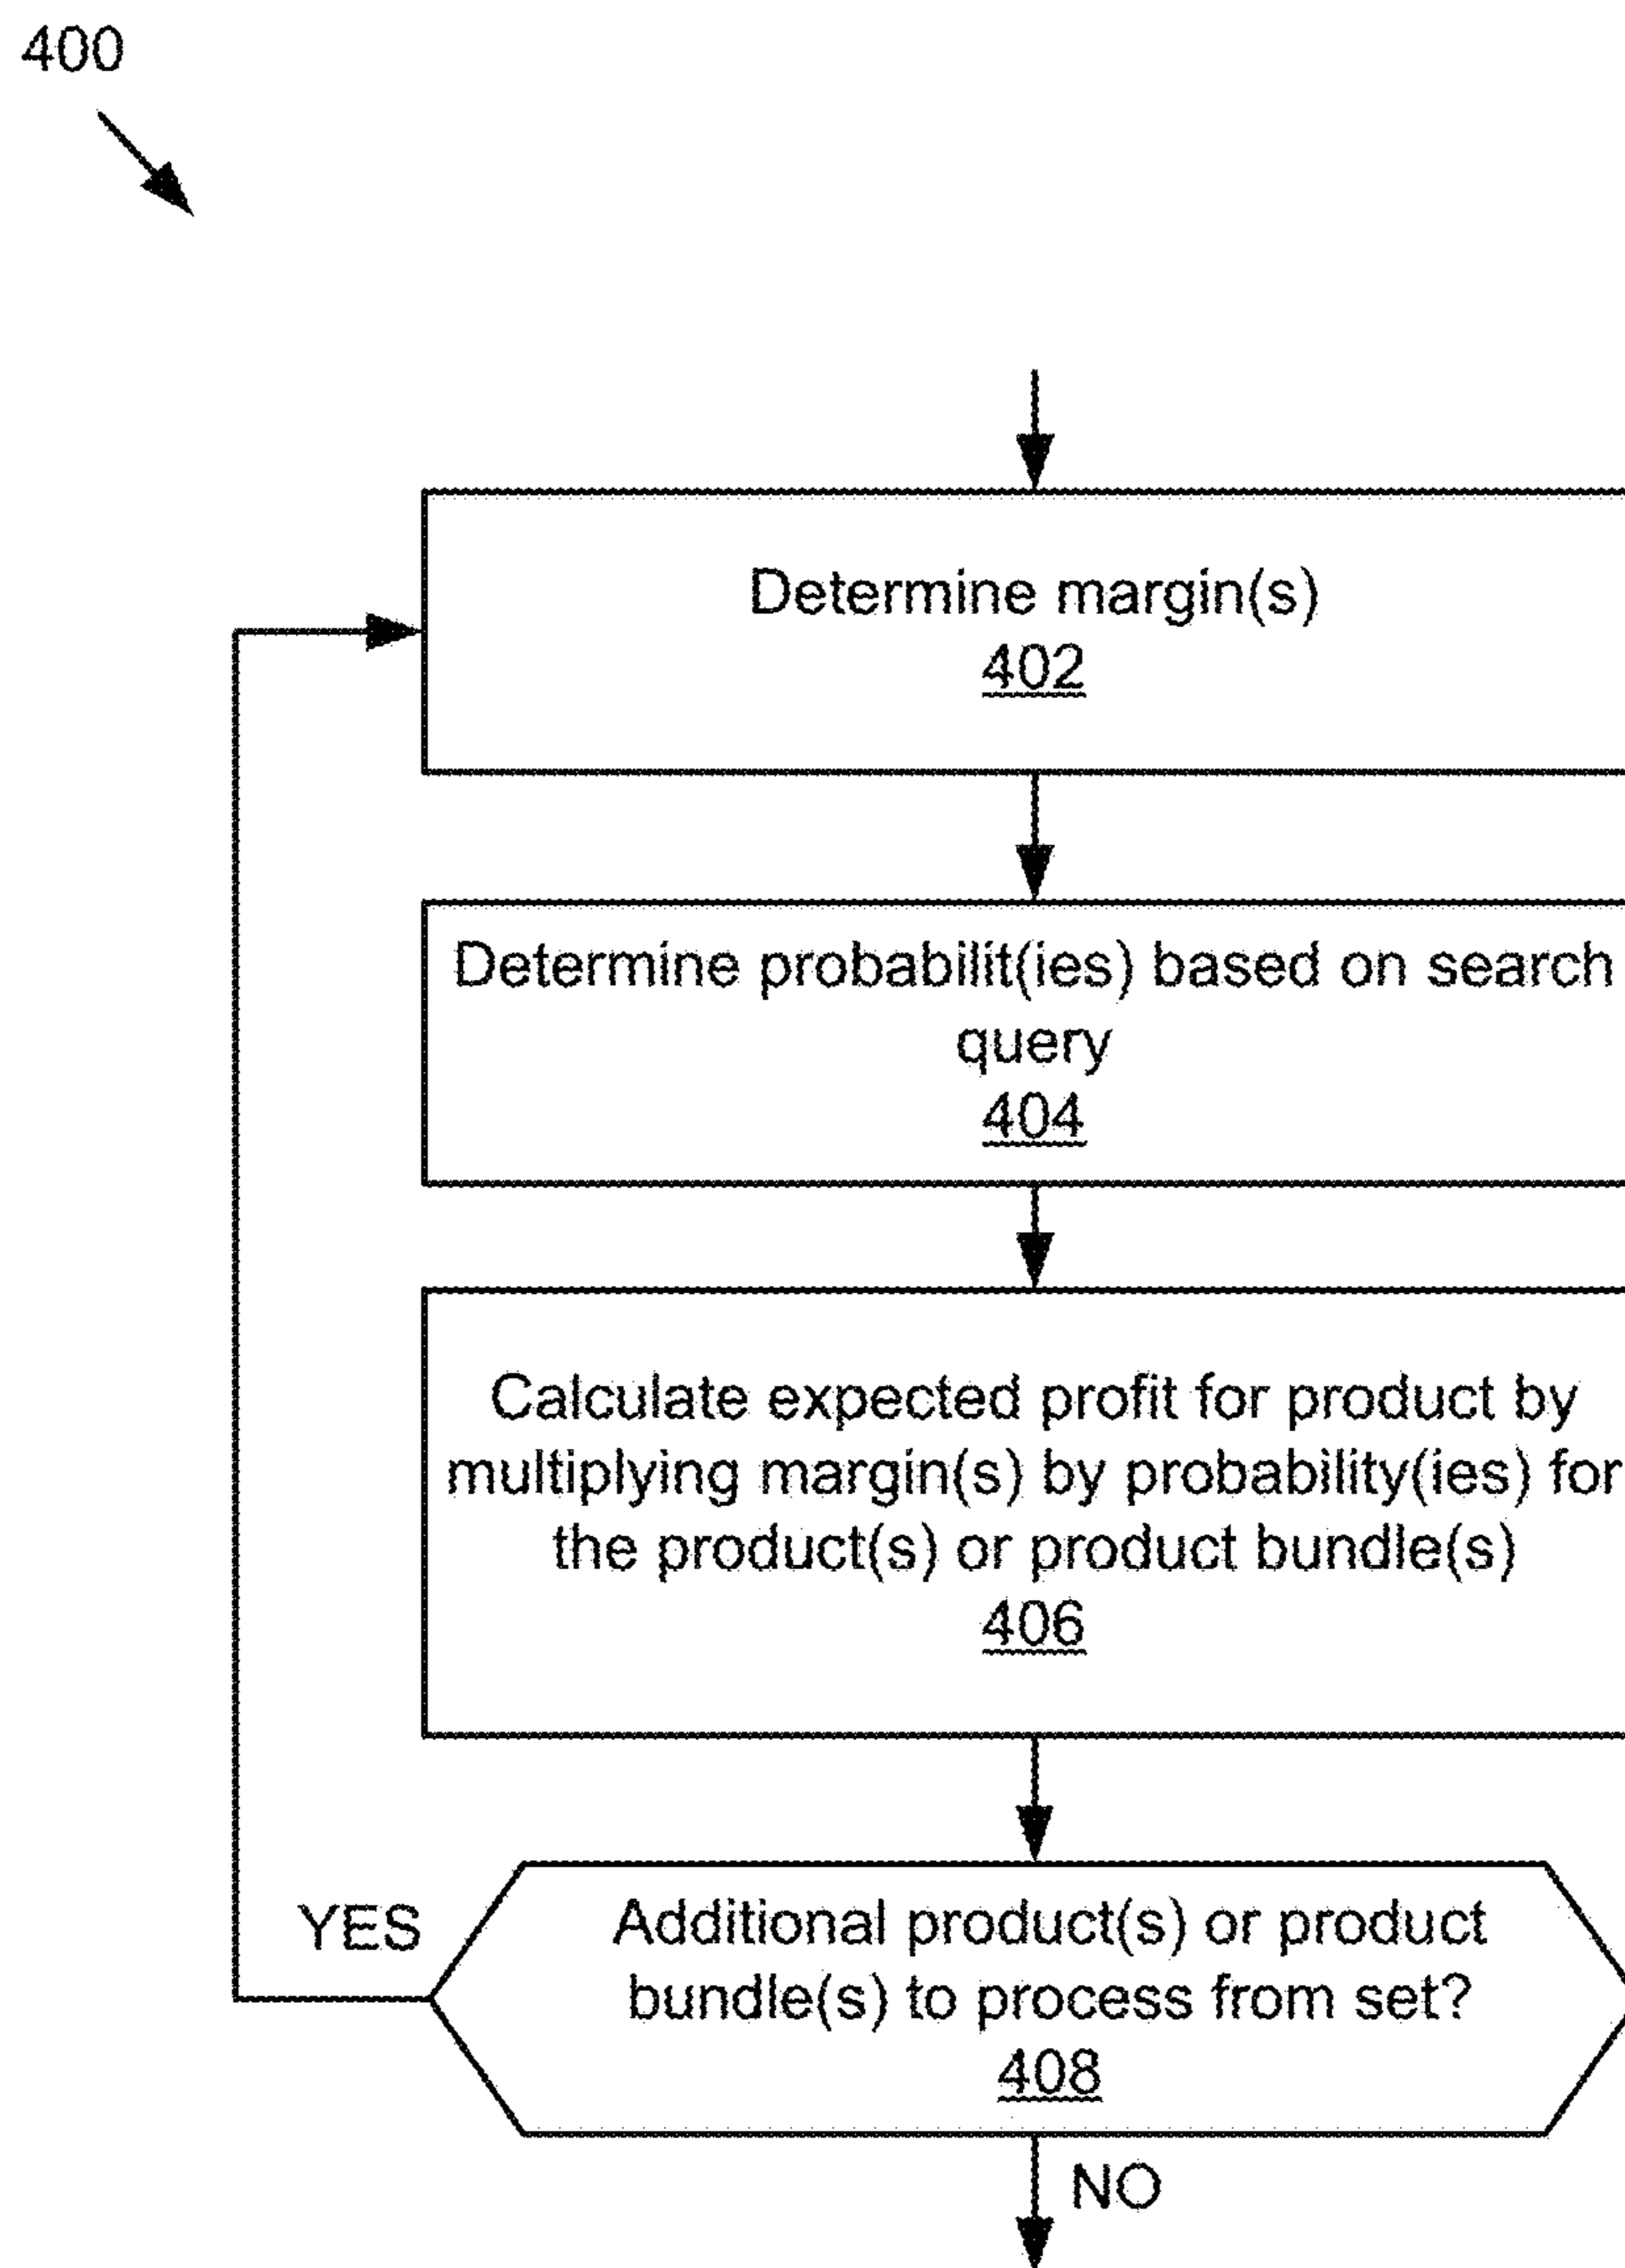 400
Determine margin(s)
402
Determine probabilit(ies) based on search
query
404
Calculate expected profit for product by
multiplying margin(s) by probability(ies) for
the product(s) or product bundle(s)
406
YES
Additional product(s) or product
bundle(s) to process from set?
408
NO